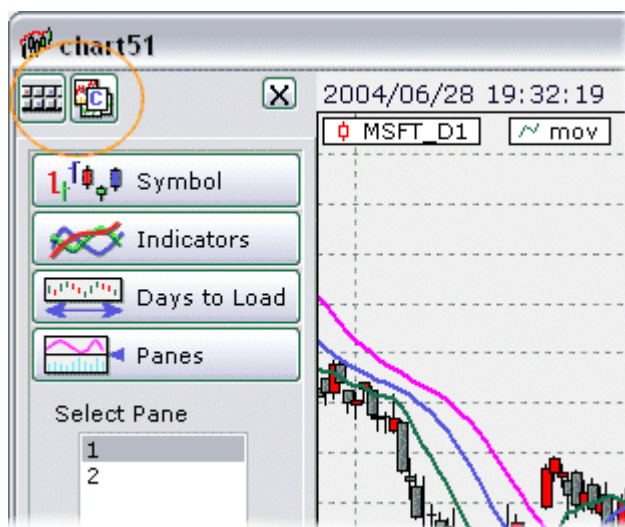 chart51
2004/06/28 19:32:19
MSFT_D1 mov
Symbol
Indicators
Days to Load
Panes
Select Pane
1
2